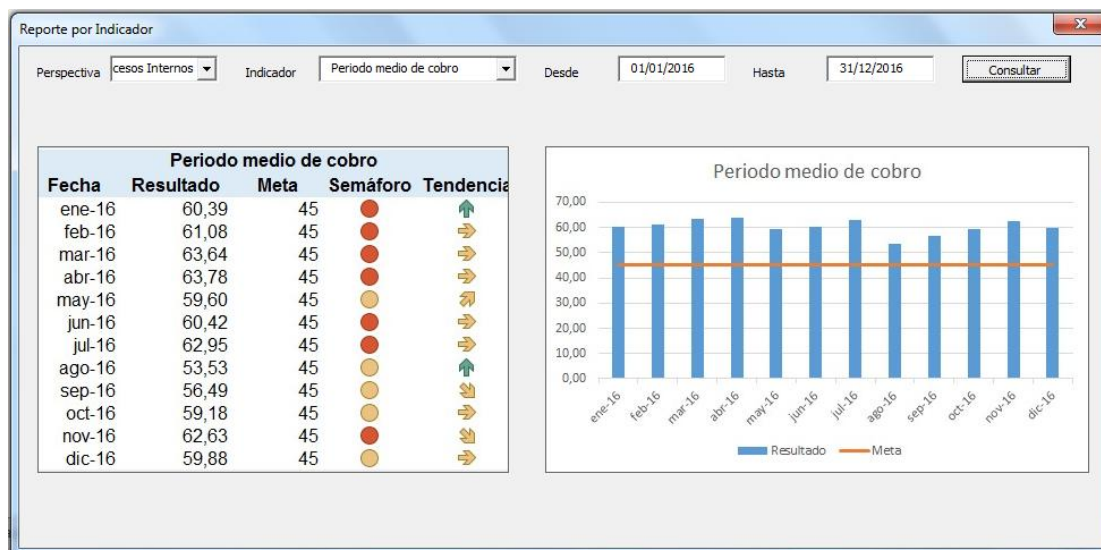 Reporte por Indicador
Perspectiva cesos Internos Indicador Periodo medio de cobro Desde 01/01/2016 Hasta 31/12/2016 Consultar
Periodo medio de cobro
Fecha Resultado Meta Semáforo Tendencia
ene-16 60,39 45
feb-16 61,08 45
mar-16 63,64 45
abr-16 63,78 45
may-16 59,60 45
jun-16 60,42 45
jul-16 62,95 45
ago-16 53,53 45
sep-16 56,49 45
oct-16 59,18 45
nov-16 62,63 45
dic-16 59,88 45
Periodo medio de cobro
70,00
60,00
50,00
40,00
30,00
20,00
10,00
0,00
ene-16 feb-16 mar-16 abr-16 may-16 jun-16 jul-16 ago-16 sep-16 oct-16 nov-16 dic-16
Resultado Meta